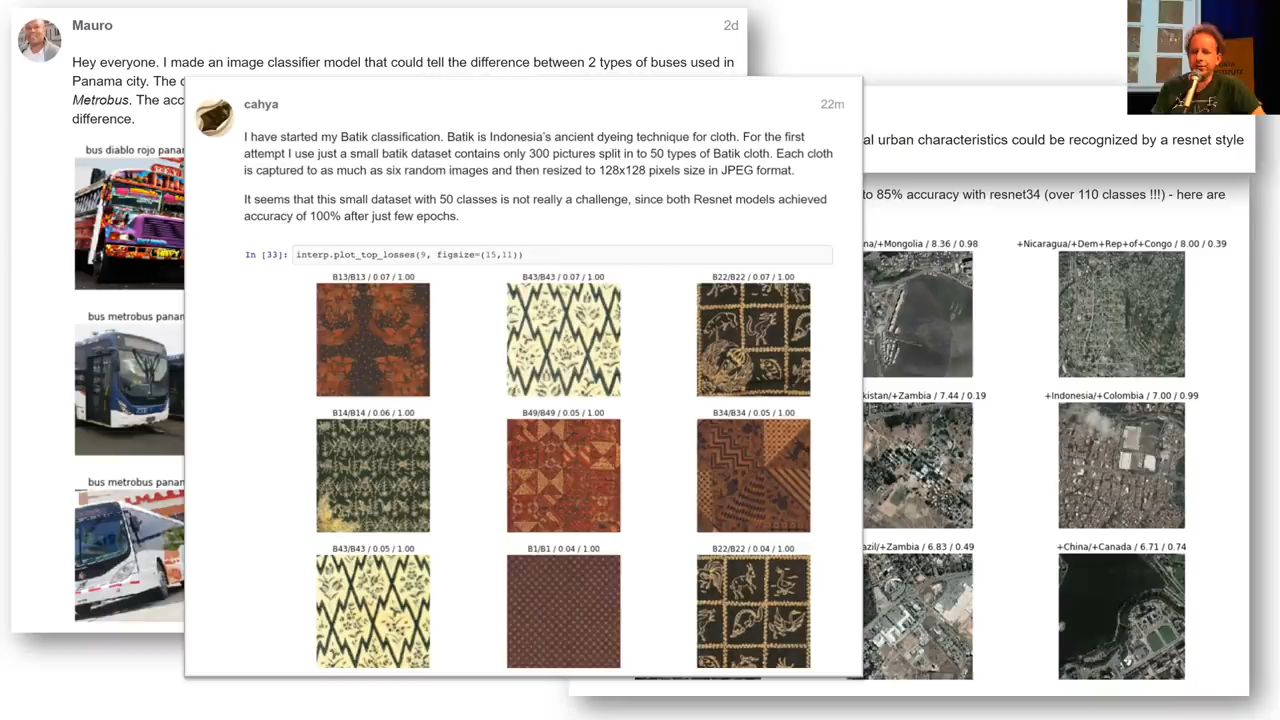 Mauro
2d
Hey everyone. I made an image classifier model that could tell the difference between 2 types of buses used in
Panama city. The
Metrobus. The
difference.
bus diablo rojo
bus metrobus
bus metrobus
cahya
22m
I have started my Batik classification. Batik is Indonesia's ancient dyeing technique for cloth. For the first
attempt I use just a small batik dataset contains only 300 pictures split in to 50 types of Batik cloth. Each cloth
is captured to as much as six random images and then resized to 128x128 pixels size in JPEG format.
It seems that this small dataset with 50 classes is not really a challenge, since both Resnet models achieved
accuracy of 100% after just few epochs.
In [33]: interp.plot_top_losses(9, figsize=(15,11))
B13/B13 / 0.07 / 1.00
B43/B43 / 0.07 / 1.00
B22/B22 / 0.07 / 1.00
B14/B14 / 0.06 / 1.00
B49/B49 / 0.05 / 1.00
B34/B34 / 0.05 / 1.00
B43/B43 / 0.05 / 1.00
B1/B1 / 0.04 / 1.00
B22/B22 / 0.04 / 1.00
urban characteristics could be recognized by a resnet style
to 85% accuracy with resnet34 (over 110 classes !!!) - here are
na/+Mongolia / 8.36 / 0.98
+Nicaragua/+Dem+Rep+of+Congo / 8.00 / 0.39
kistan/+Zambia / 7.44 / 0.19
+Indonesia/+Colombia / 7.00 / 0.99
azil/+Zambia / 6.83 / 0.49
+China/+Canada / 6.71 / 0.74